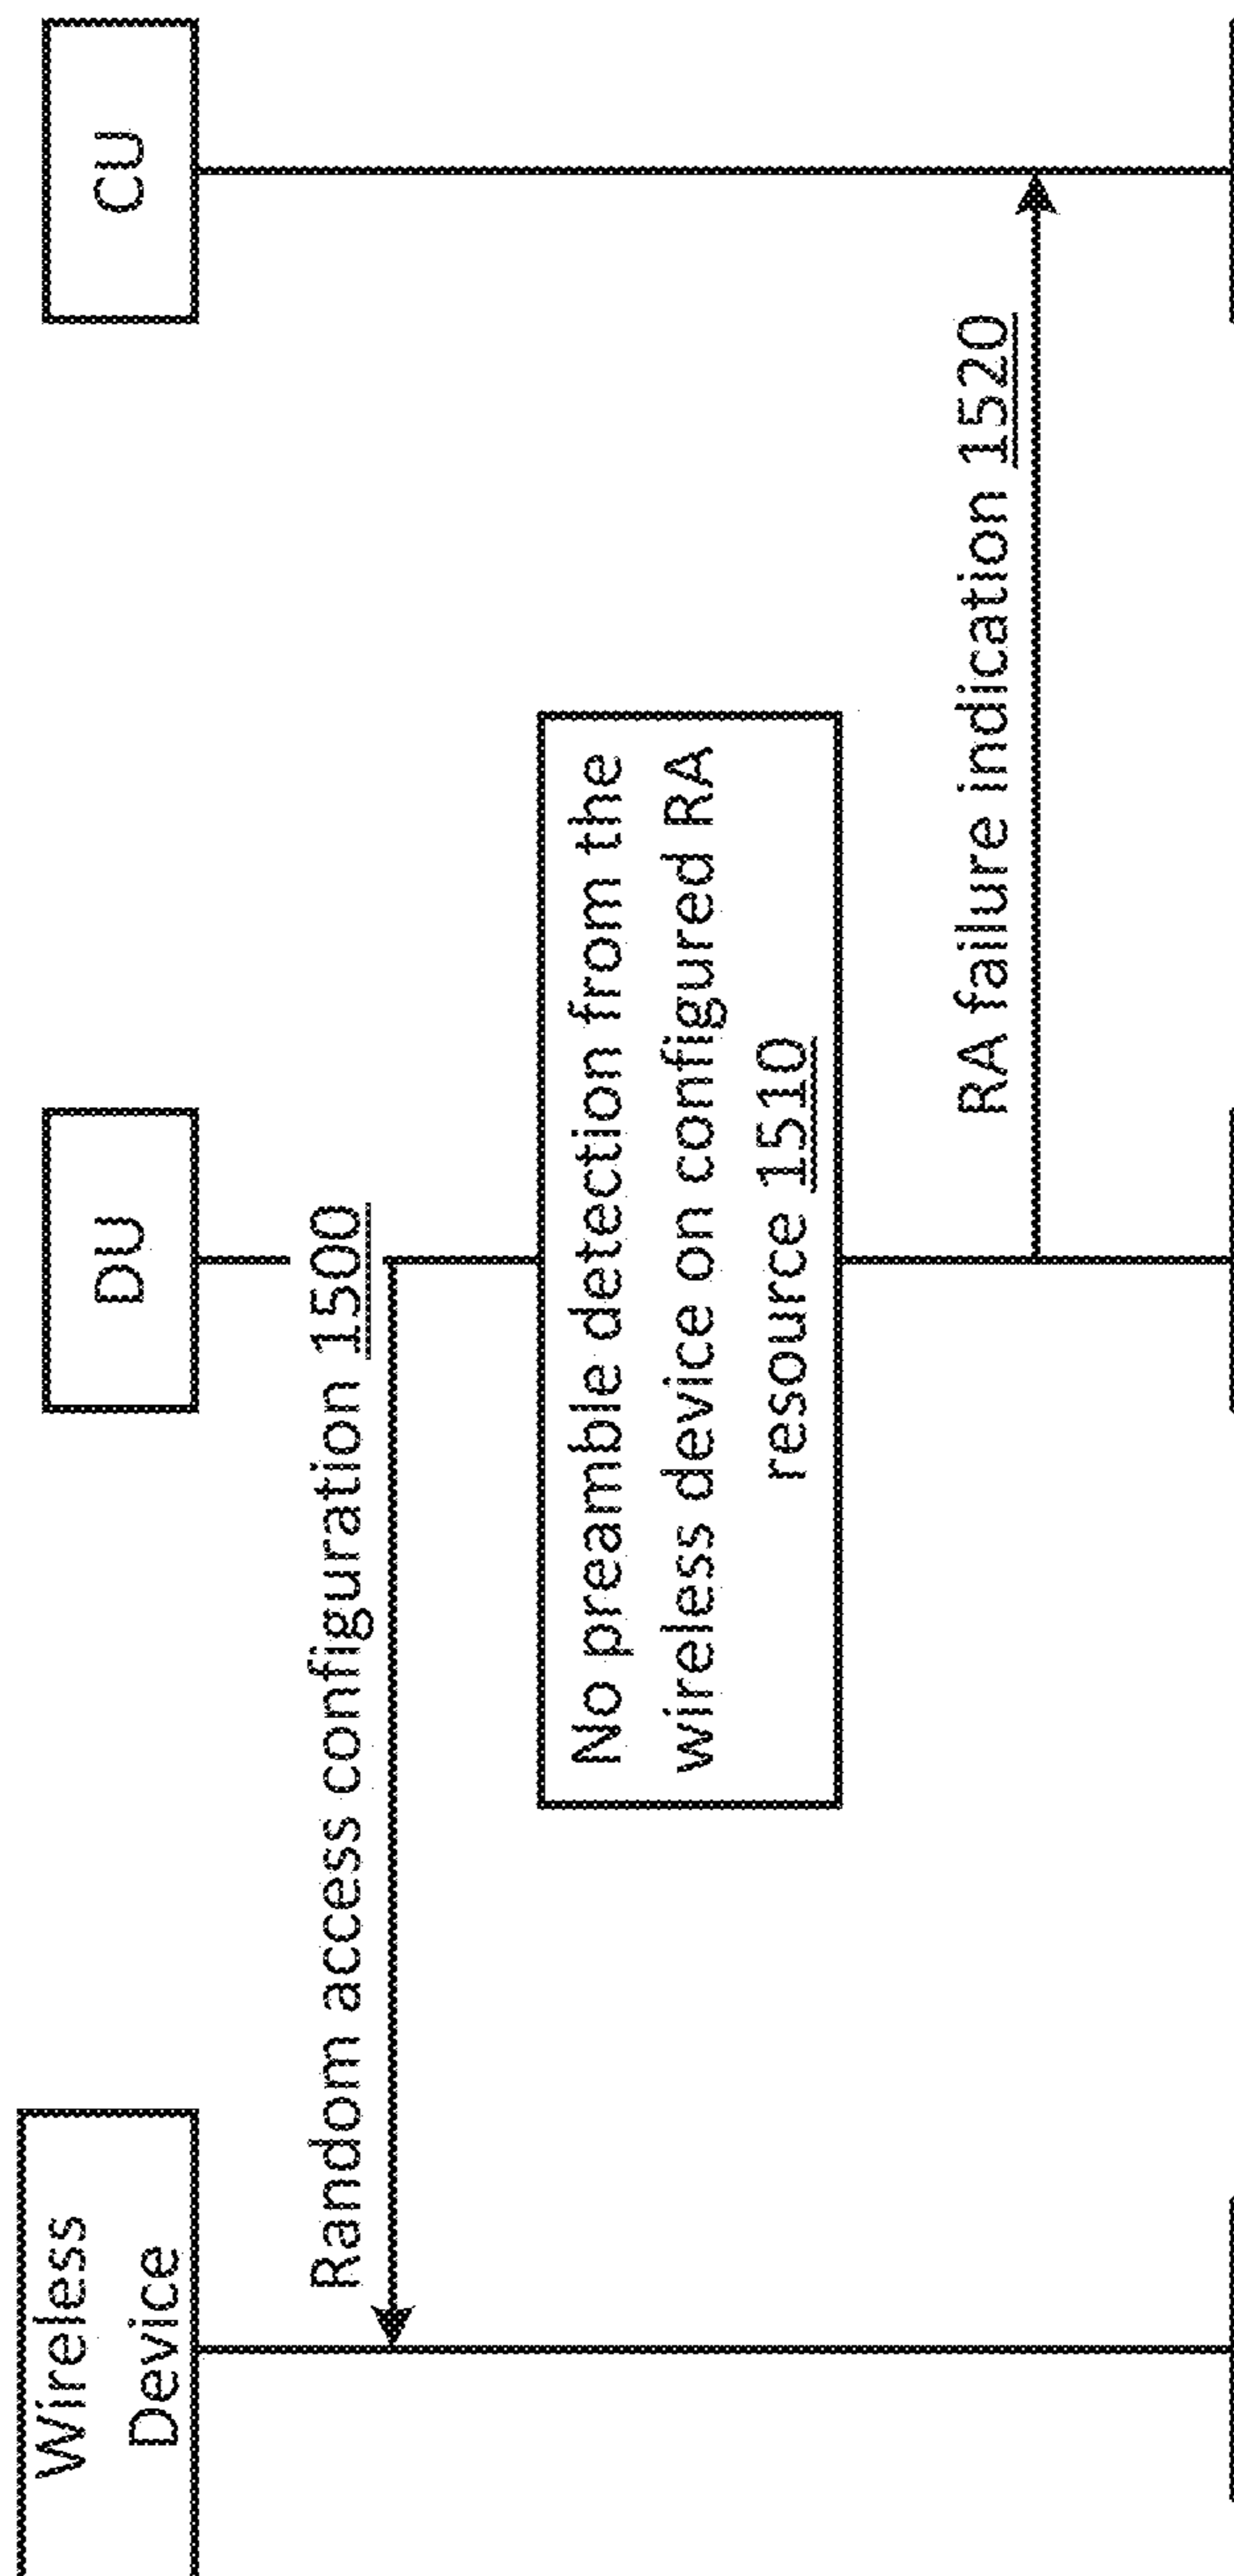 Wireless
Device
DU
CU
Random access configuration 1500
No preamble detection from the
wireless device on configured RA
resource 1510
RA failure indication 1520